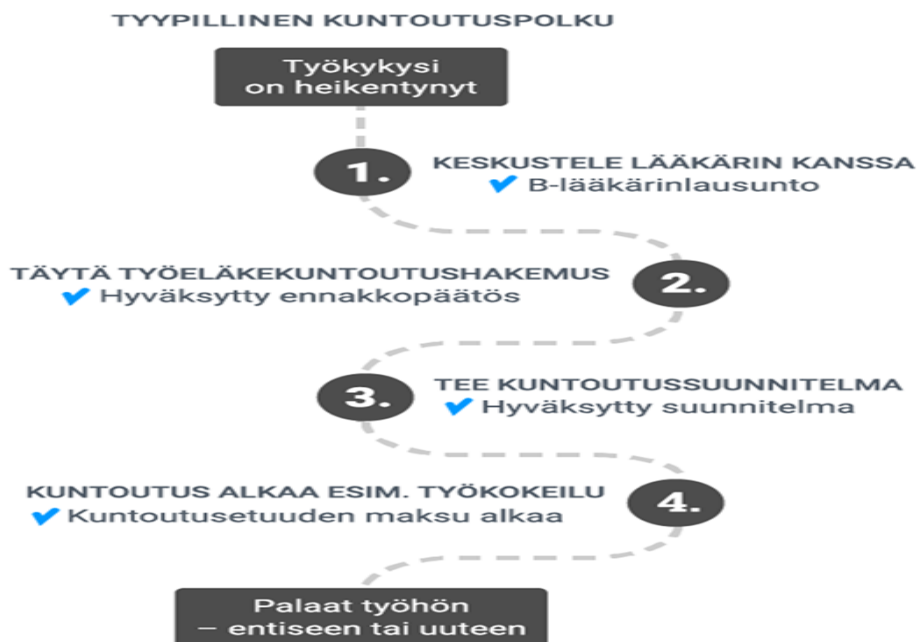 TYYPILLINEN KUNTOUTUSPOLKU
Työkykysi
on heikentynyt
1.
KESKUSTELE LÄÄKÄRIN KANSSA
✔ B-lääkärinlausunto
TÄYTÄ TYÖELÄKEKUNTOUTUSHAKEMUS
✔ Hyväksytty ennakkopäätös
2.
3.
TEE KUNTOUTUSSUUNNITELMA
✔ Hyväksytty suunnitelma
KUNTOUTUS ALKAA ESIM. TYÖKOKEILU
✔ Kuntoutusetuuden maksu alkaa
4.
Palaat työhön
– entiseen tai uuteen